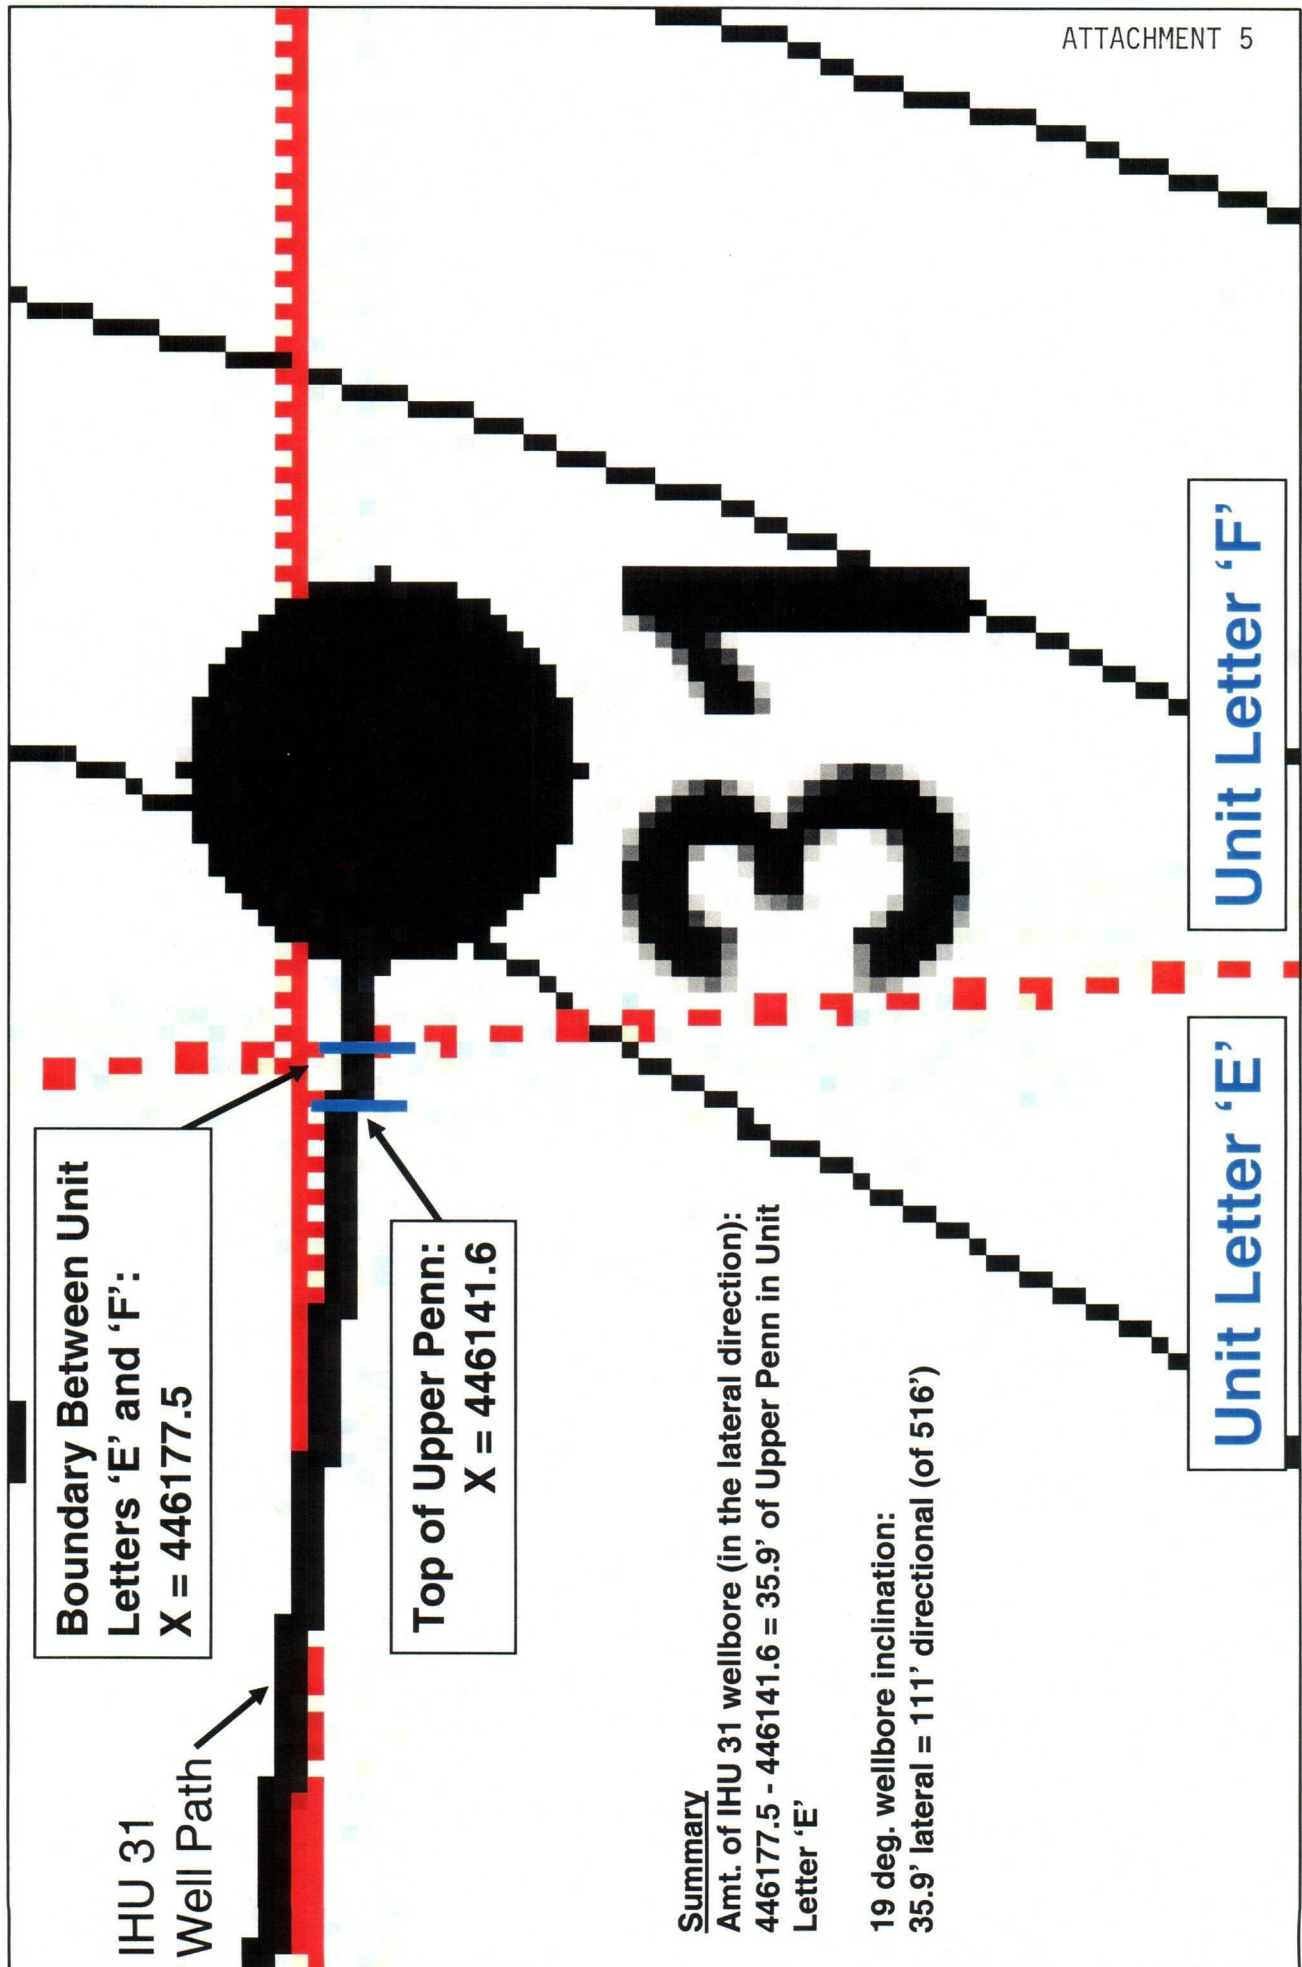 ATTACHMENT 5
IHU 31
Well Path
Boundary Between Unit
Letters ‘E’ and ‘F’:
X = 446177.5
Top of Upper Penn:
X = 446141.6
31
Summary
Amt. of IHU 31 wellbore (in the lateral direction):
446177.5 - 446141.6 = 35.9’ of Upper Penn in Unit
Letter ‘E’
19 deg. wellbore inclination:
35.9’ lateral = 111’ directional (of 516’)
Unit Letter ‘E’
Unit Letter ‘F’